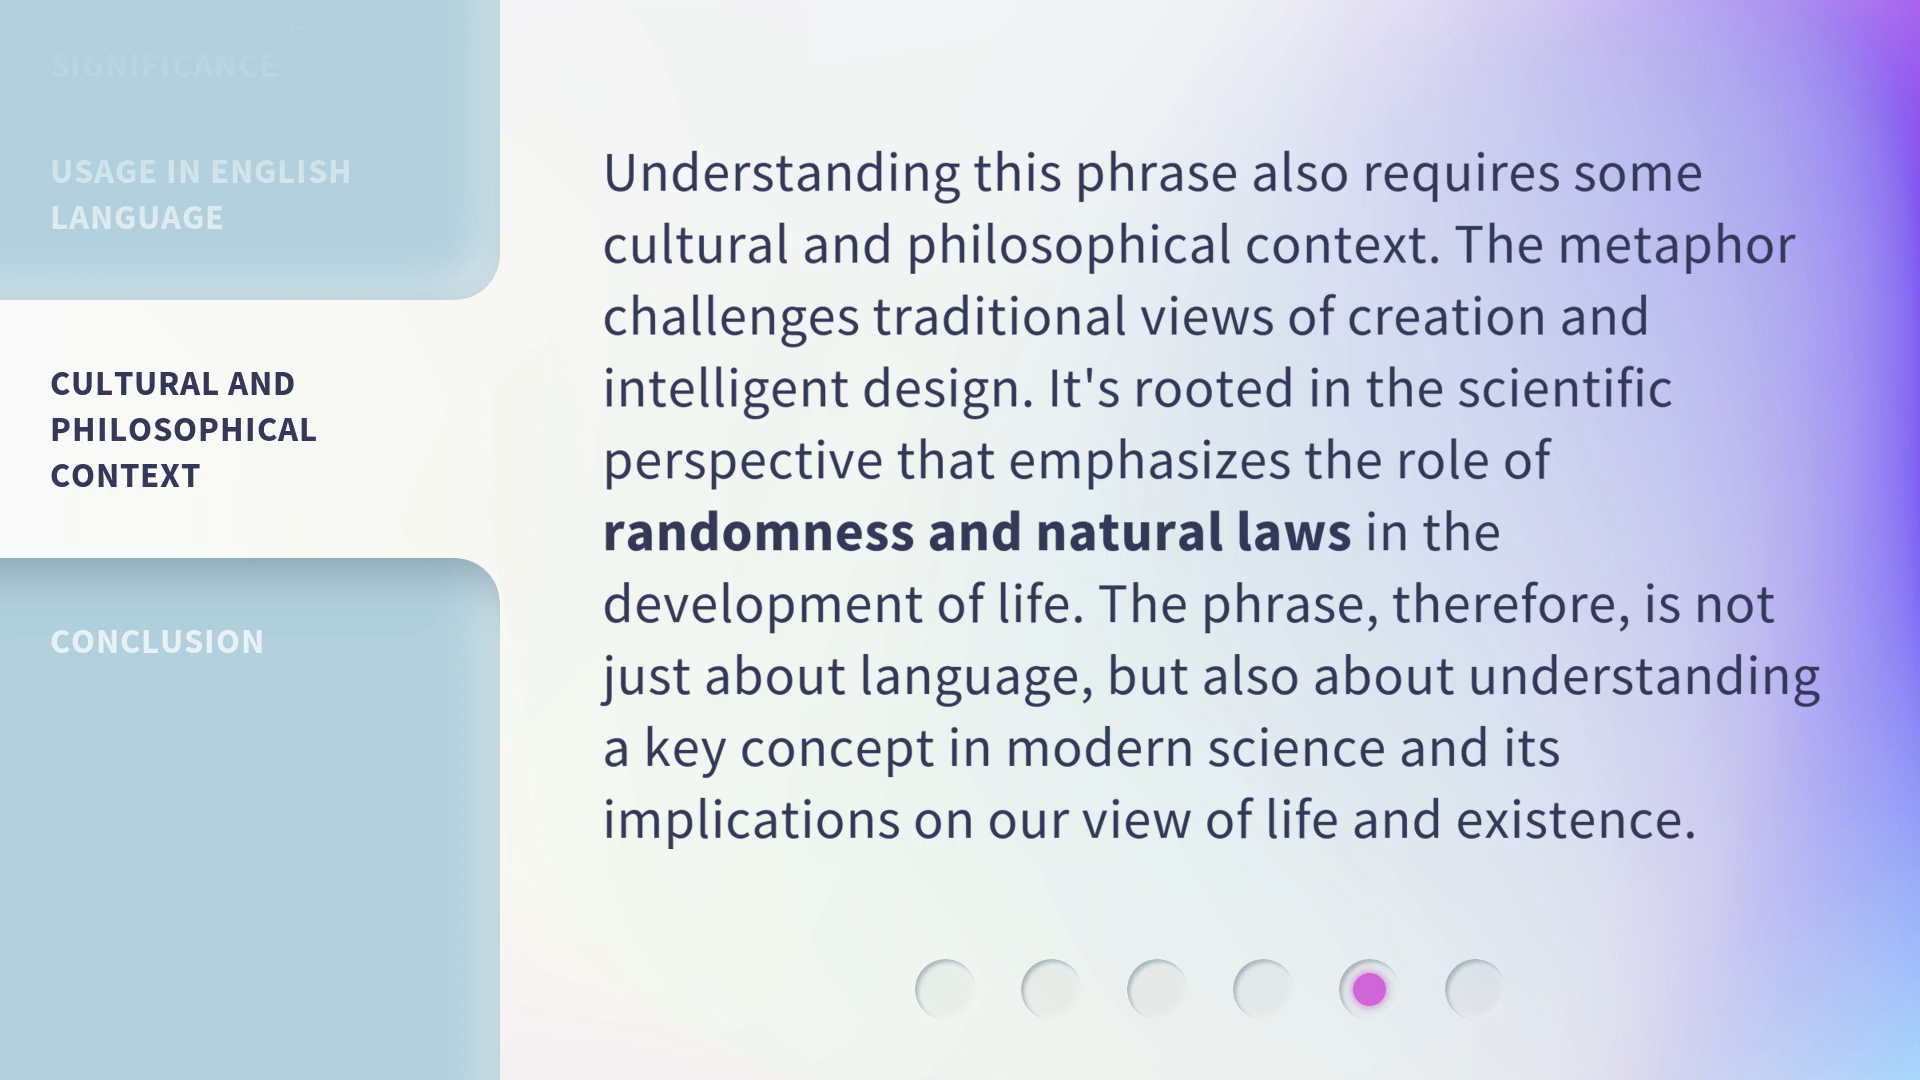 SIGNIFICANCE
USAGE IN ENGLISH
LANGUAGE
CULTURAL AND
PHILOSOPHICAL
CONTEXT
CONCLUSION
Understanding this phrase also requires some
cultural and philosophical context. The metaphor
challenges traditional views of creation and
intelligent design. It's rooted in the scientific
perspective that emphasizes the role of
randomness and natural laws in the
development of life. The phrase, therefore, is not
just about language, but also about understanding
a key concept in modern science and its
implications on our view of life and existence.